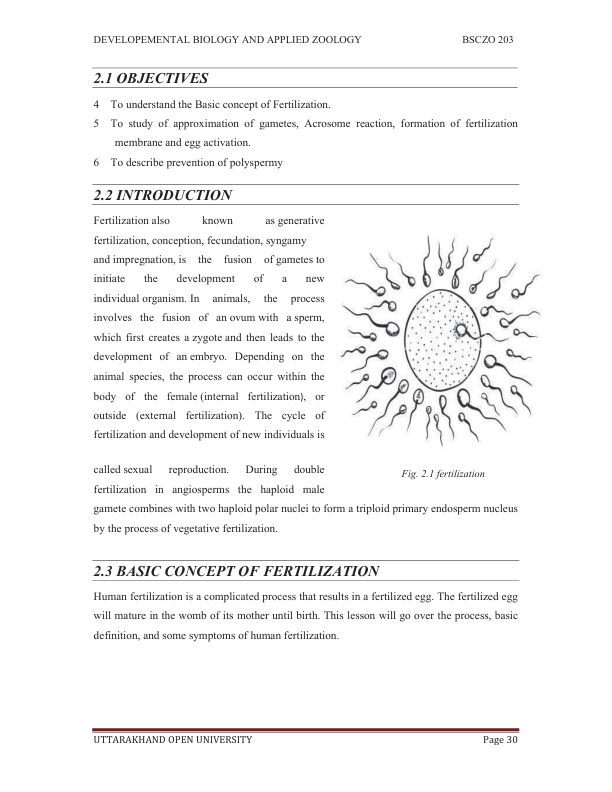 DEVELOPEMENTAL BIOLOGY AND APPLIED ZOOLOGY BSCZO 203
2.1 OBJECTIVES
4 To understand the Basic concept of Fertilization.
5 To study of approximation of gametes, Acrosome reaction, formation of fertilization
membrane and egg activation.
6 To describe prevention of polyspermy
2.2 INTRODUCTION
Fertilization also known as generative
fertilization, conception, fecundation, syngamy
and impregnation, is the fusion of gametes to
initiate the development of a new
individual organism. In animals, the process
involves the fusion of an ovum with a sperm,
which first creates a zygote and then leads to the
development of an embryo. Depending on the
animal species, the process can occur within the
body of the female (internal fertilization), or
outside (external fertilization). The cycle of
fertilization and development of new individuals is
called sexual reproduction. During double
fertilization in angiosperms the haploid male
Fig. 2.1 fertilization
gamete combines with two haploid polar nuclei to form a triploid primary endosperm nucleus
by the process of vegetative fertilization.
2.3 BASIC CONCEPT OF FERTILIZATION
Human fertilization is a complicated process that results in a fertilized egg. The fertilized egg
will mature in the womb of its mother until birth. This lesson will go over the process, basic
definition, and some symptoms of human fertilization.
UTTARAKHAND OPEN UNIVERSITY Page 30